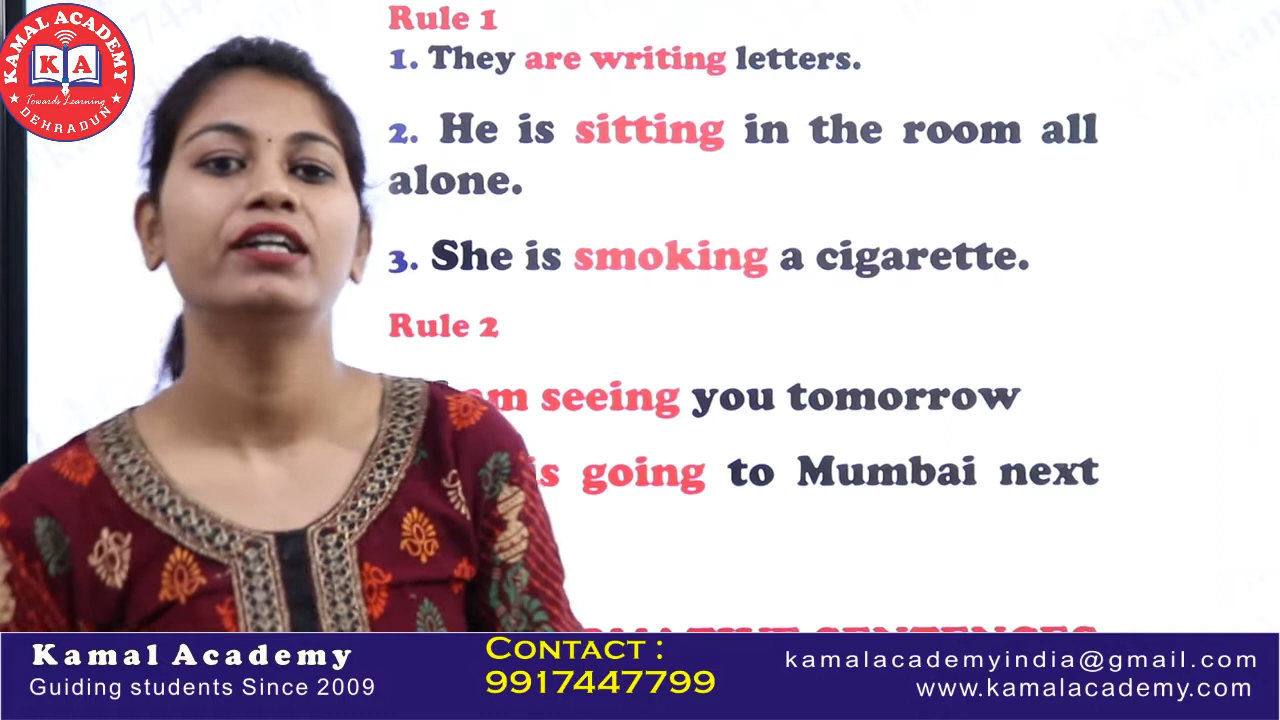 KAMAL ACADEMY
K A
Towards Learning
DEHRADUN
Rule 1
1. They are writing letters.
2. He is sitting in the room all
alone.
3. She is smoking a cigarette.
Rule 2
am seeing you tomorrow
is going to Mumbai next
SENTENCES
Kamal Academy
Guiding students Since 2009
CONTACT :
9917447799
kamalacademyindia@gmail.com
www.kamalacademy.com